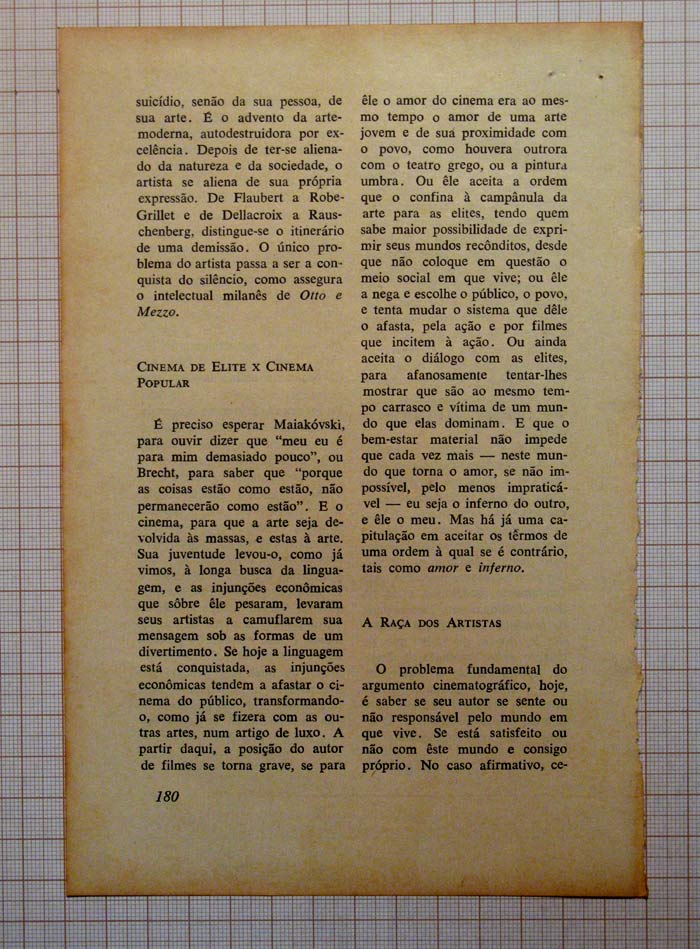 suicídio, senão da sua pessoa, de
sua arte. É o advento da arte-
moderna, autodestruidora por ex-
celência. Depois de ter-se aliena-
do da natureza e da sociedade, o
artista se aliena de sua própria
expressão. De Flaubert a Robe-
Grillet e de Dellacroix a Raus-
chenberg, distingue-se o itinerário
de uma demissão. O único pro-
blema do artista passa a ser a con-
quista do silêncio, como assegura
o intelectual milanês de Otto e
Mezzo.
CINEMA DE ELITE X CINEMA
POPULAR
É preciso esperar Maiakóvski,
para ouvir dizer que "meu eu é
para mim demasiado pouco", ou
Brecht, para saber que "porque
as coisas estão como estão, não
permanecerão como estão". E o
cinema, para que a arte seja de-
volvida às massas, e estas à arte.
Sua juventude levou-o, como já
vimos, à longa busca da lingua-
gem, e as injunções econômicas
que sôbre êle pesaram, levaram
seus artistas a camuflarem sua
mensagem sob as formas de um
divertimento. Se hoje a linguagem
está conquistada, as injunções
econômicas tendem a afastar o ci-
nema do público, transformando-
o, como já se fizera com as ou-
tras artes, num artigo de luxo. A
partir daqui, a posição do autor
de filmes se torna grave, se para
180
êle o amor do cinema era ao mes-
mo tempo o amor de uma arte
jovem e de sua proximidade com
o povo, como houvera outrora
com o teatro grego, ou a pintura
umbra. Ou êle aceita a ordem
que o confina à campânula da
arte para as elites, tendo quem
sabe maior possibilidade de expri-
mir seus mundos recônditos, desde
que não coloque em questão o
meio social em que vive; ou êle
a nega e escolhe o público, o povo,
e tenta mudar o sistema que dêle
o afasta, pela ação e por filmes
que incitem à ação. Ou ainda
aceita o diálogo com as elites,
para afanosamente tentar-lhes
mostrar que são ao mesmo tem-
po carrasco e vítima de um mun-
do que elas dominam. E que o
bem-estar material não impede
que cada vez mais — neste mun-
do que torna o amor, se não im-
possível, pelo menos impraticá-
vel — eu seja o inferno do outro,
e êle o meu. Mas há já uma ca-
pitulação em aceitar os têrmos de
uma ordem à qual se é contrário,
tais como amor e inferno.
A RAÇA DOS ARTISTAS
O problema fundamental do
argumento cinematográfico, hoje,
é saber se seu autor se sente ou
não responsável pelo mundo em
que vive. Se está satisfeito ou
não com êste mundo e consigo
próprio. No caso afirmativo, ce-